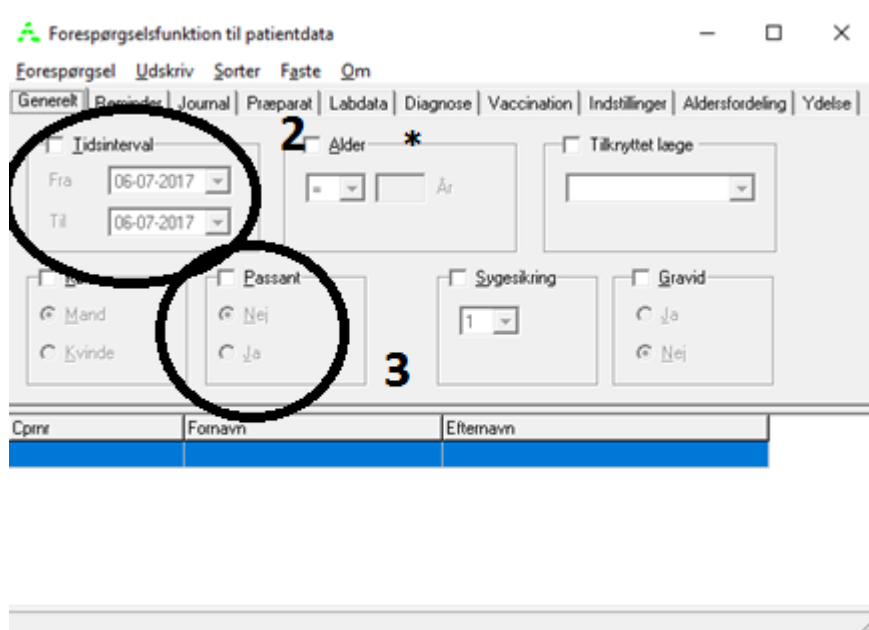 Forespørgselsfunktion til patientdata
Forespørgsel Udskriv Sorter Faste Om
Generelt Reminder Journal Præparat Labdata Diagnose Vaccination Indstillinger Aldersfordeling Ydelse
Tidsinterval 2 Alder * Tilknyttet læge
Fra 06-07-2017 = År
Til 06-07-2017
Passant Sygesikring Gravid
Mand Nej 1 Ja
Kvinde Ja 3 Nej
Cprnr Fornavn Efternavn